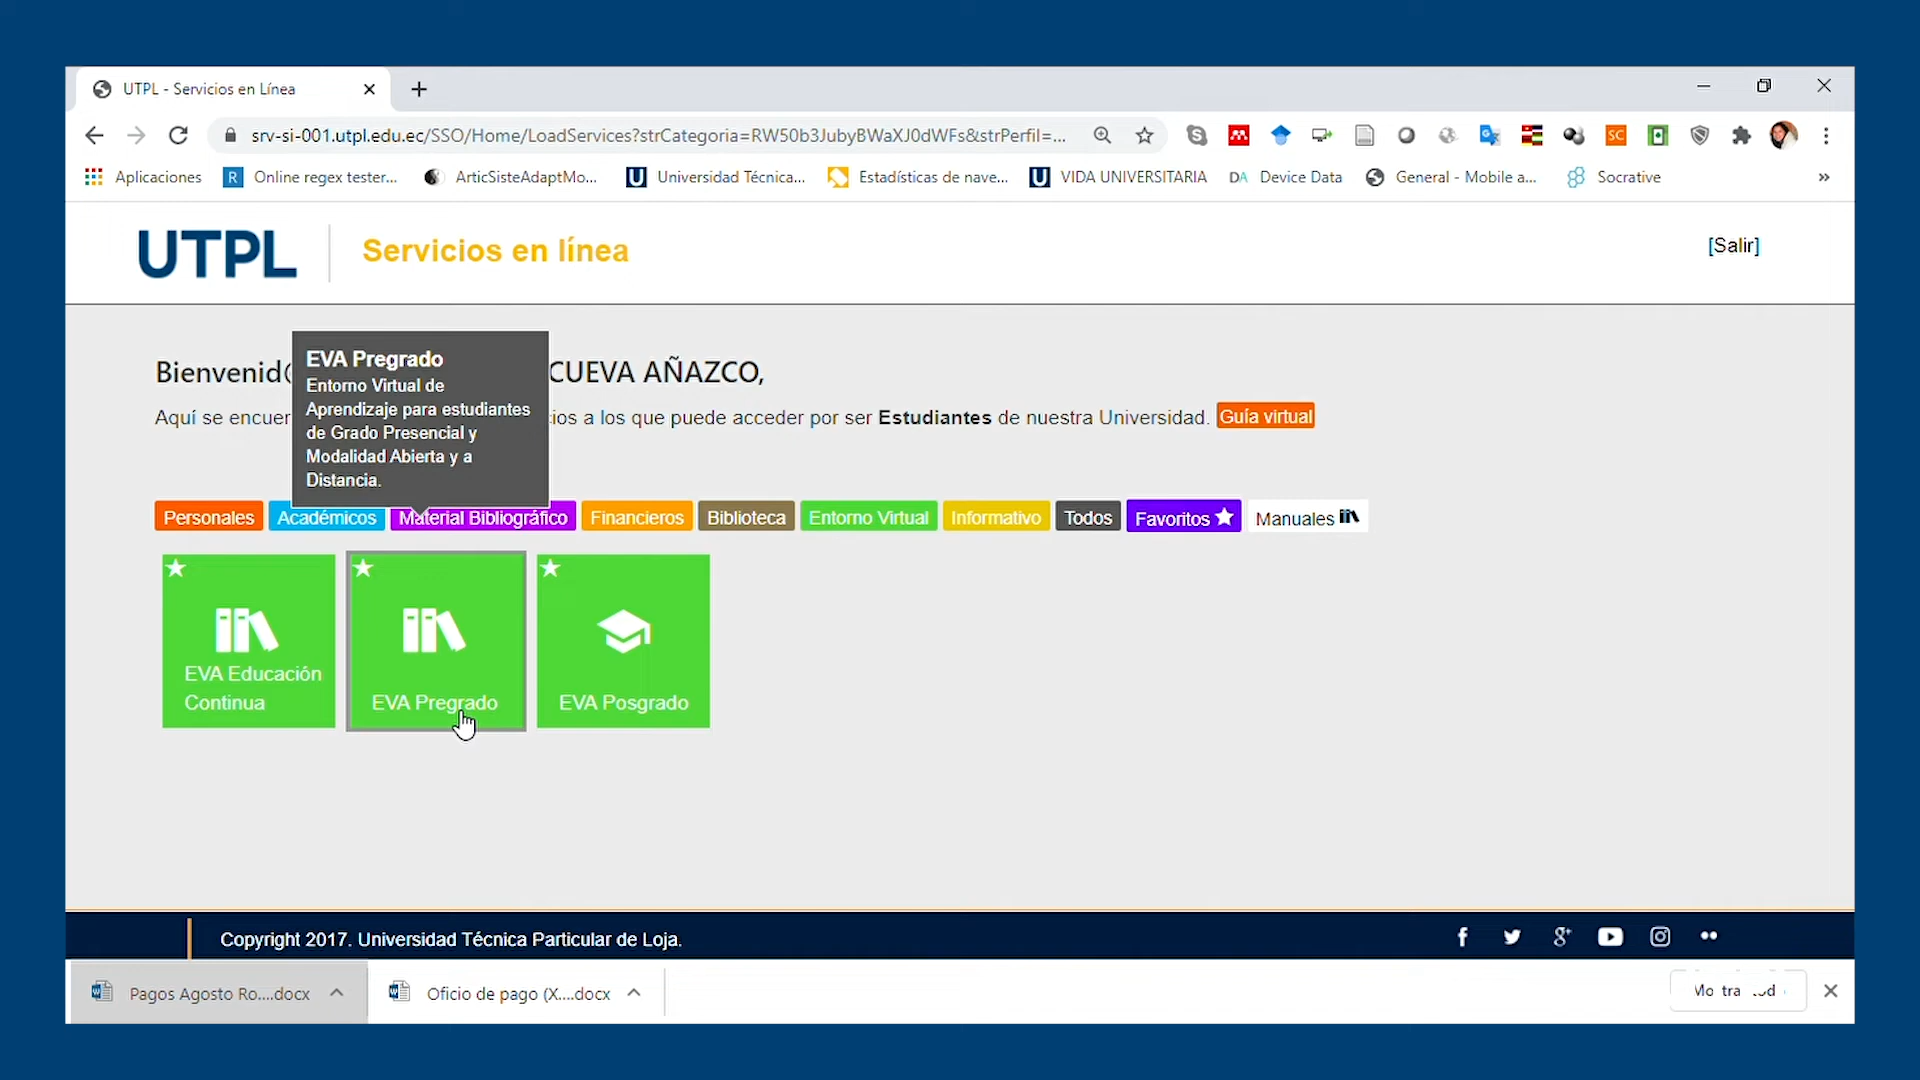 UTPL - Servicios en Línea
srv-si-001.utpl.edu.ec/SSO/Home/LoadServices?strCategoria=RW50b3JubyBWaXJ0dWFs&strPerfil=...
Aplicaciones
Online regex tester...
ArticSisteAdaptMo...
Universidad Técnica...
Estadísticas de nave...
VIDA UNIVERSITARIA
DA Device Data
General - Mobile a...
Socrative
»
UTPL
Servicios en línea
[Salir]
EVA Pregrado
Entorno Virtual de
Aprendizaje para estudiantes
de Grado Presencial y
Modalidad Abierta y a
Distancia.
Bienvenid CUEVA AÑAZCO,
Aquí se encuer ios a los que puede acceder por ser Estudiantes de nuestra Universidad. Guía virtual
Personales
Académicos
Material Bibliográfico
Financieros
Biblioteca
Entorno Virtual
Informativo
Todos
Favoritos
Manuales
EVA Educación
Continua
EVA Pregrado
EVA Posgrado
Copyright 2017. Universidad Técnica Particular de Loja.
Pagos Agosto Ro....docx
Oficio de pago (X....docx